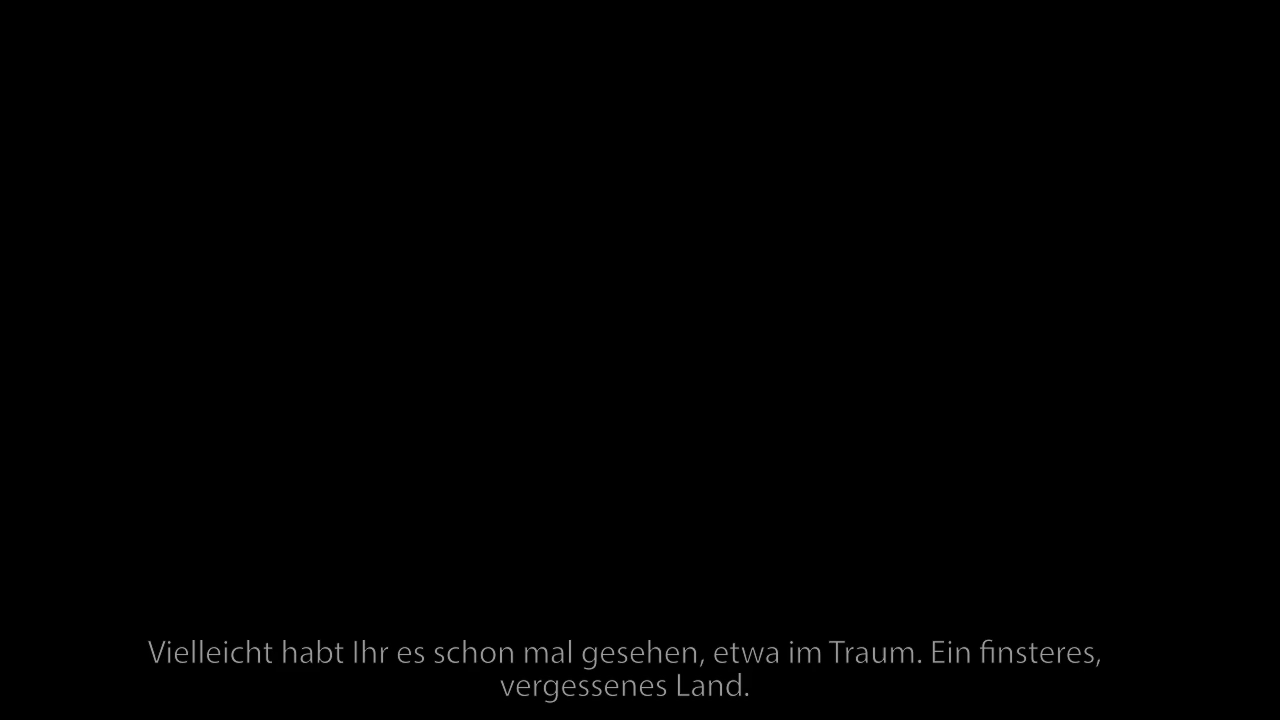 Vielleicht habt Ihr es schon mal gesehen, etwa im Traum. Ein finsteres,
vergessenes Land.